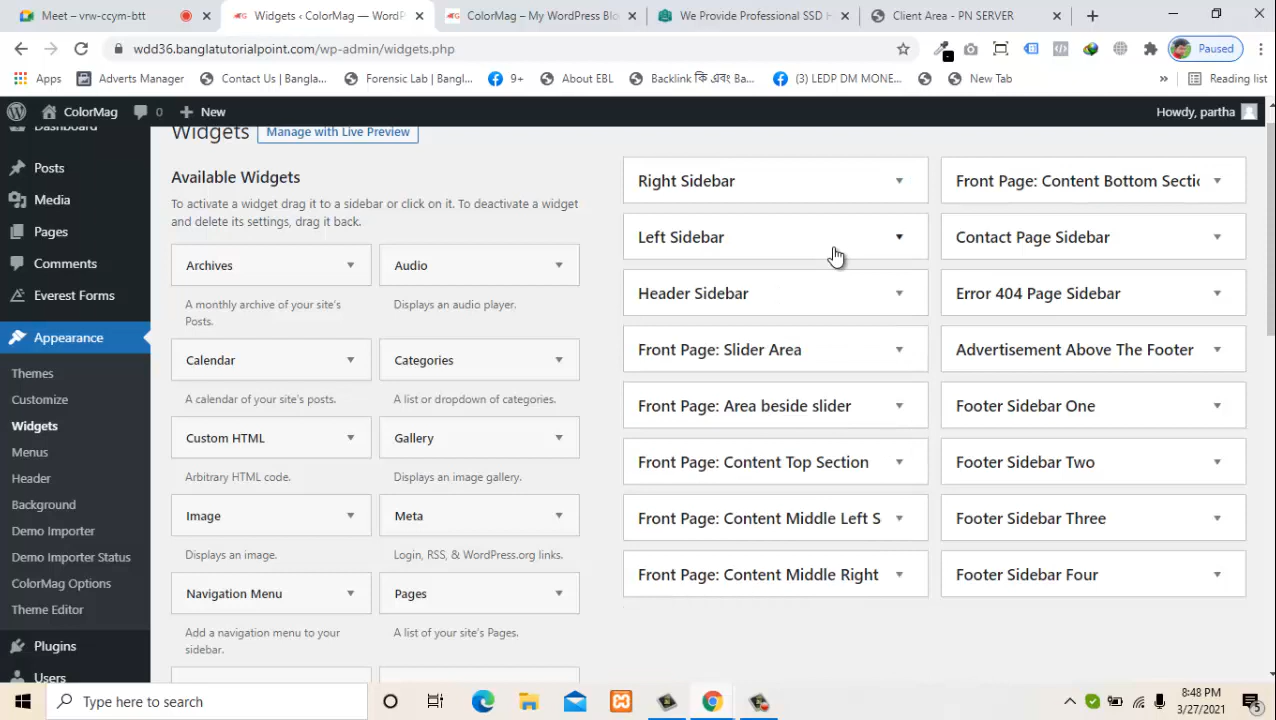 Meet – vrw-ccym-btt
Widgets ‹ ColorMag — WordP
ColorMag – My WordPress Blog
We Provide Professional SSD H
Client Area - PN SERVER
wdd36.banglatutorialpoint.com/wp-admin/widgets.php
Paused
Apps
Adverts Manager
Contact Us | Bangla...
Forensic Lab | Bangl...
9+
About EBL
Backlink কি এবং Ba...
(1) LEDP DM MONE...
New Tab
»
Reading list
ColorMag
0
New
Howdy, partha
Dashboard
Posts
Media
Pages
Comments
Everest Forms
Appearance
Themes
Customize
Widgets
Menus
Header
Background
Demo Importer
Demo Importer Status
ColorMag Options
Theme Editor
Plugins
Users
Widgets
Manage with Live Preview
Available Widgets
To activate a widget drag it to a sidebar or click on it. To deactivate a widget
and delete its settings, drag it back.
Archives
A monthly archive of your site's
Posts.
Audio
Displays an audio player.
Calendar
A calendar of your site's posts.
Categories
A list or dropdown of categories.
Custom HTML
Arbitrary HTML code.
Gallery
Displays an image gallery.
Image
Displays an image.
Meta
Login, RSS, & WordPress.org links.
Navigation Menu
Add a navigation menu to your
sidebar.
Pages
A list of your site's Pages.
Right Sidebar
Left Sidebar
Header Sidebar
Front Page: Slider Area
Front Page: Area beside slider
Front Page: Content Top Section
Front Page: Content Middle Left S
Front Page: Content Middle Right
Front Page: Content Bottom Sectic
Contact Page Sidebar
Error 404 Page Sidebar
Advertisement Above The Footer
Footer Sidebar One
Footer Sidebar Two
Footer Sidebar Three
Footer Sidebar Four
Type here to search
8:48 PM
3/27/2021
5